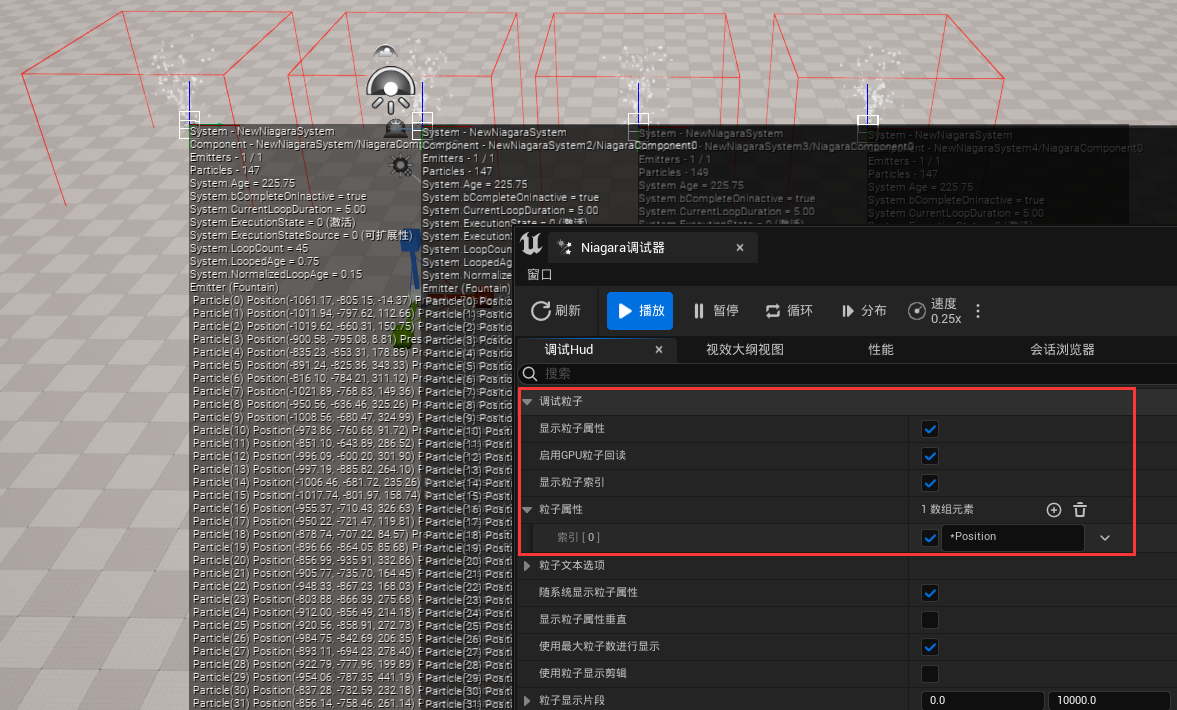 System - NewNiagaraSystem
Component - NewNiagaraSystem/NiagaraCom
Emitters - 1 / 1
Particles - 147
System.Age = 225.75
System.bCompleteOnInactive = true
System.CurrentLoopDuration = 5.00
System.ExecutionState = 0 (激活)
System.ExecutionStateSource = 0 (可扩展性)
System.LoopCount = 45
System.LoopedAge = 0.75
System.NormalizedLoopAge = 0.15
Emitter (Fountain)
Particle(0) Position(-1061.17, -805.15, -14.37)
Particle(1) Position(-1011.94, -797.62, 112.66)
Particle(2) Position(-1019.62, -660.31, 150.75)
Particle(3) Position(-900.58, -795.08, 8.81)
Particle(4) Position(-835.23, -853.31, 178.85)
Particle(5) Position(-891.24, -825.36, 343.33)
Particle(6) Position(-816.10, -784.21, 311.12)
Particle(7) Position(-1021.89, -768.83, 149.36)
Particle(8) Position(-950.56, -636.46, 325.26)
Particle(9) Position(-1008.56, -680.47, 324.99)
Particle(10) Position(-973.86, -760.68, 91.72)
Particle(11) Position(-851.10, -643.89, 286.52)
Particle(12) Position(-996.09, -600.20, 301.90)
Particle(13) Position(-997.19, -885.82, 264.10)
Particle(14) Position(-1006.46, -681.72, 235.26)
Particle(15) Position(-1017.74, -801.97, 158.74)
Particle(16) Position(-955.37, -710.43, 326.63)
Particle(17) Position(-950.22, -721.47, 119.81)
Particle(18) Position(-878.74, -707.22, 84.57)
Particle(19) Position(-896.66, -864.05, 85.68)
Particle(20) Position(-856.99, -935.91, 332.86)
Particle(21) Position(-905.77, -735.70, 164.45)
Particle(22) Position(-948.33, -867.23, 168.03)
Particle(23) Position(-803.88, -866.39, 275.68)
Particle(24) Position(-912.00, -856.49, 214.18)
Particle(25) Position(-920.56, -858.91, 272.73)
Particle(26) Position(-984.75, -842.69, 206.35)
Particle(27) Position(-893.11, -694.23, 278.40)
Particle(28) Position(-922.79, -777.96, 199.89)
Particle(29) Position(-954.06, -787.35, 441.19)
Particle(30) Position(-837.28, -732.59, 232.18)
Particle(31) Position(-856.14, -758.46, 261.14)
System - NewNiagaraSystem
Component - NewNiagaraSystem2/NiagaraComponent0
Emitters - 1 / 1
Particles - 147
System.Age = 225.75
System.bCompleteOnInactive = true
System.CurrentLoopDuration = 5.00
System.ExecutionState = 0 (激活)
System.Execution
System.LoopCount
System.LoopedAg
System.Normalize
Emitter (Fountain)
System - NewNiagaraSystem
Component - NewNiagaraSystem3/NiagaraComponent0
Emitters - 1 / 1
Particles - 149
System.Age = 225.75
System.bCompleteOnInactive = true
System.CurrentLoopDuration = 5.00
System - NewNiagaraSystem
Component - NewNiagaraSystem4/NiagaraComponent0
Emitters - 1 / 1
Particles - 147
System.Age = 225.75
System.bCompleteOnInactive = true
System.CurrentLoopDuration = 5.00
Niagara调试器
窗口
刷新 播放 暂停 循环 分布 速度
0.25x
调试Hud 视效大纲视图 性能 会话浏览器
搜索
调试粒子
显示粒子属性
启用GPU粒子回读
显示粒子索引
粒子属性 1 数组元素
索引 [ 0 ] *Position
粒子文本选项
随系统显示粒子属性
显示粒子属性垂直
使用最大粒子数进行显示
使用粒子显示剪辑
粒子显示片段 0.0 10000.0